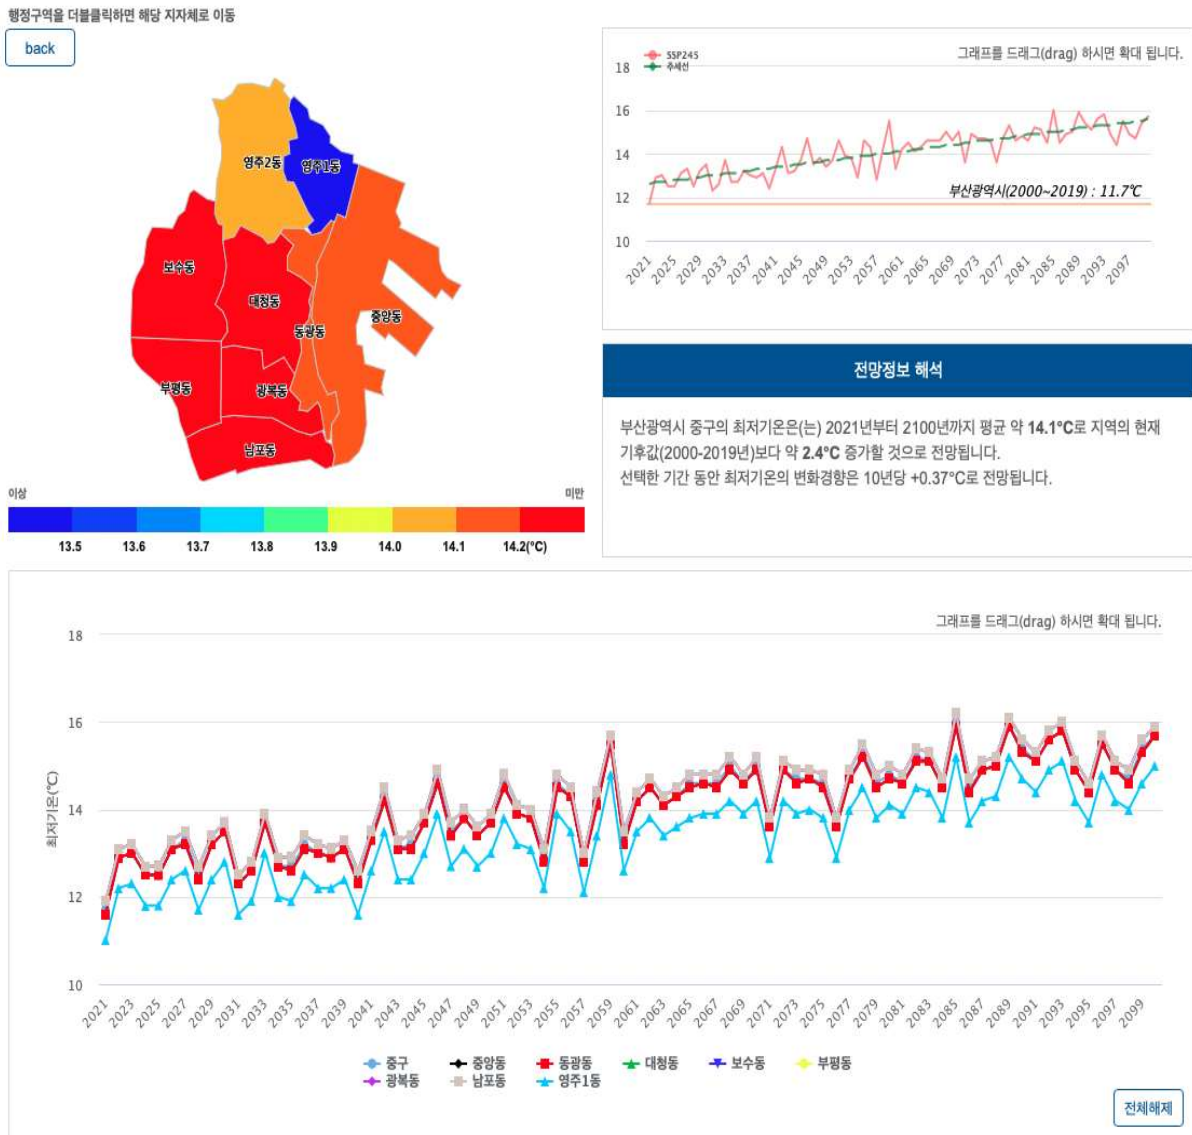 행정구역을 더블클릭하면 해당 지자체로 이동
back
영주2동
영주1동
보수동
대청동
동광동
중앙동
부평동
광복동
남포동
이상 미만
13.5 13.6 13.7 13.8 13.9 14.0 14.1 14.2(℃)
SSP245
추세선
그래프를 드래그(drag) 하시면 확대 됩니다.
18
16
14
12
10
부산광역시(2000~2019) : 11.7℃
2021 2025 2029 2033 2037 2041 2045 2049 2053 2057 2061 2065 2069 2073 2077 2081 2085 2089 2093 2097
전망정보 해석
부산광역시 중구의 최저기온은(는) 2021년부터 2100년까지 평균 약 14.1°C로 지역의 현재
기후값(2000-2019년)보다 약 2.4°C 증가할 것으로 전망됩니다.
선택한 기간 동안 최저기온의 변화경향은 10년당 +0.37°C로 전망됩니다.
그래프를 드래그(drag) 하시면 확대 됩니다.
최저기온(℃)
18
16
14
12
10
2021 2023 2025 2027 2029 2031 2033 2035 2037 2039 2041 2043 2045 2047 2049 2051 2053 2055 2057 2059 2061 2063 2065 2067 2069 2071 2073 2075 2077 2079 2081 2083 2085 2087 2089 2091 2093 2095 2097 2099
중구 중앙동 동광동 대청동 보수동 부평동
광복동 남포동 영주1동
전체해제